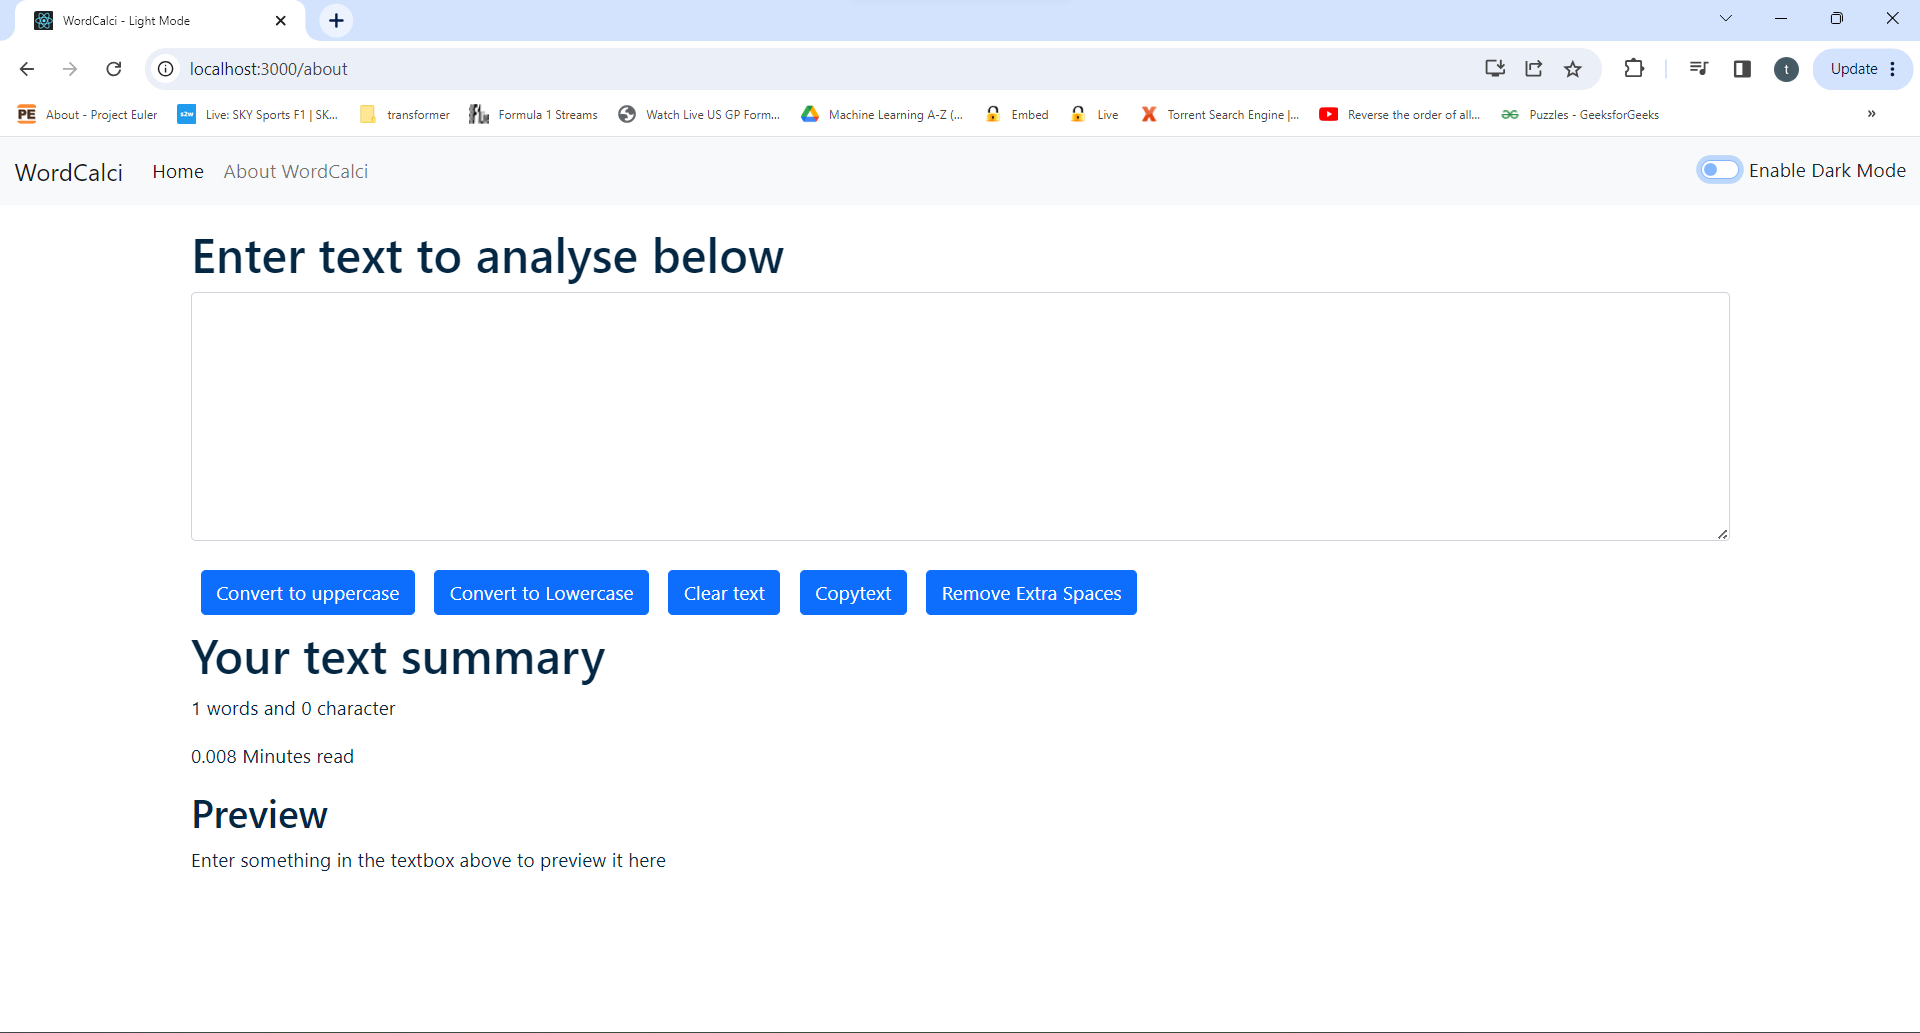 WordCalci - Light Mode
localhost:3000/about
Update
PE About - Project Euler s2w Live: SKY Sports F1 | SK... transformer Formula 1 Streams Watch Live US GP Form... Machine Learning A-Z (... Embed Live Torrent Search Engine |... Reverse the order of all... Puzzles - GeeksforGeeks »
WordCalci Home About WordCalci Enable Dark Mode
Enter text to analyse below
Convert to uppercase Convert to Lowercase Clear text Copytext Remove Extra Spaces
Your text summary
1 words and 0 character
0.008 Minutes read
Preview
Enter something in the textbox above to preview it here